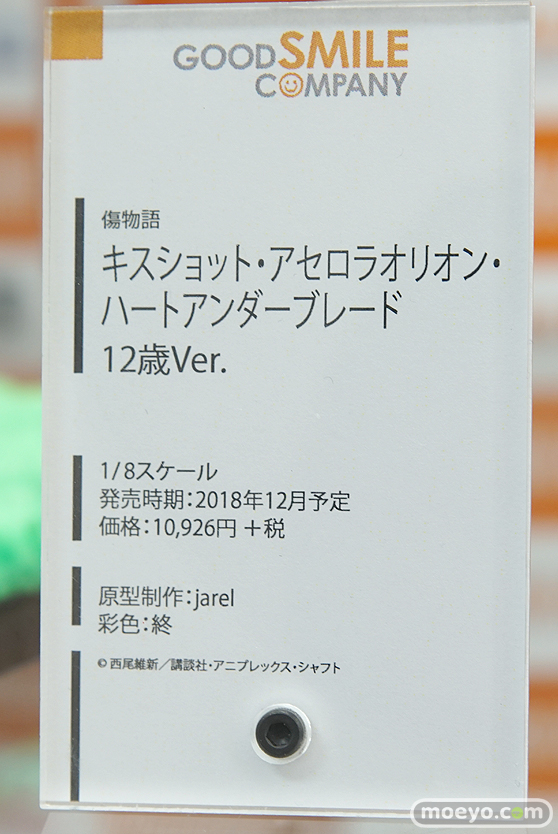 GOODSMILE
COMPANY
傷物語
キスショット・アセロラオリオン・
ハートアンダーブレード
12歳Ver.
1/8スケール
発売時期：2018年12月予定
価格：10,926円 ＋税
原型制作：jarel
彩色：終
© 西尾維新／講談社・アニプレックス・シャフト
moeyo.com